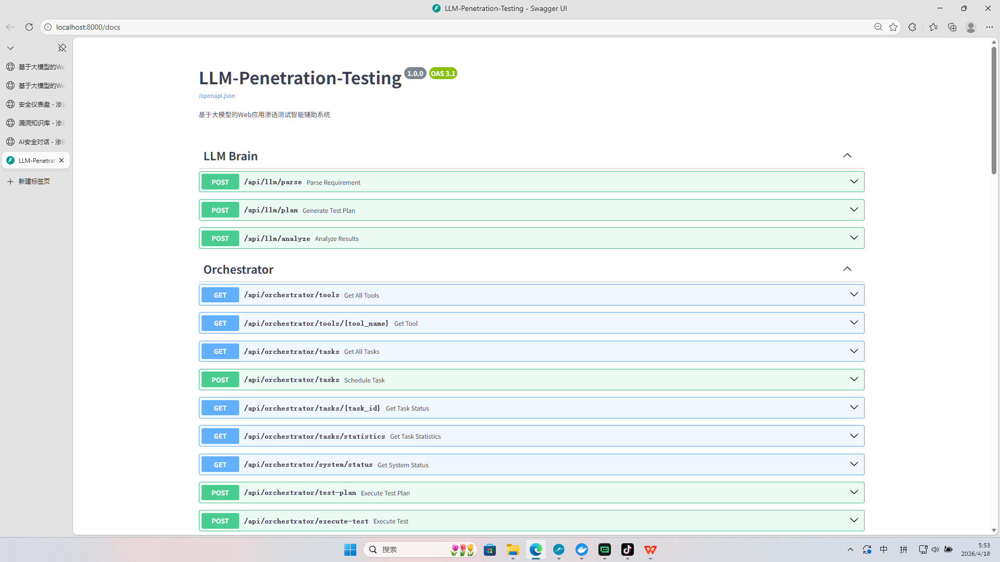 LLM-Penetration-Testing - Swagger UI
localhost:8000/docs
基于大模型的We
基于大模型的We
安全仪表盘 - 渗
漏洞知识库 - 渗
AI安全对话 - 渗
LLM-Penetrat
新建标签页
LLM-Penetration-Testing 1.0.0 OAS 3.1
/openapi.json
基于大模型的Web应用渗透测试智能辅助系统
LLM Brain
POST /api/llm/parse Parse Requirement
POST /api/llm/plan Generate Test Plan
POST /api/llm/analyze Analyze Results
Orchestrator
GET /api/orchestrator/tools Get All Tools
GET /api/orchestrator/tools/{tool_name} Get Tool
GET /api/orchestrator/tasks Get All Tasks
POST /api/orchestrator/tasks Schedule Task
GET /api/orchestrator/tasks/{task_id} Get Task Status
GET /api/orchestrator/tasks/statistics Get Task Statistics
GET /api/orchestrator/system/status Get System Status
POST /api/orchestrator/test-plan Execute Test Plan
POST /api/orchestrator/execute-test Execute Test
搜索
中
拼
5:53
2026/4/18